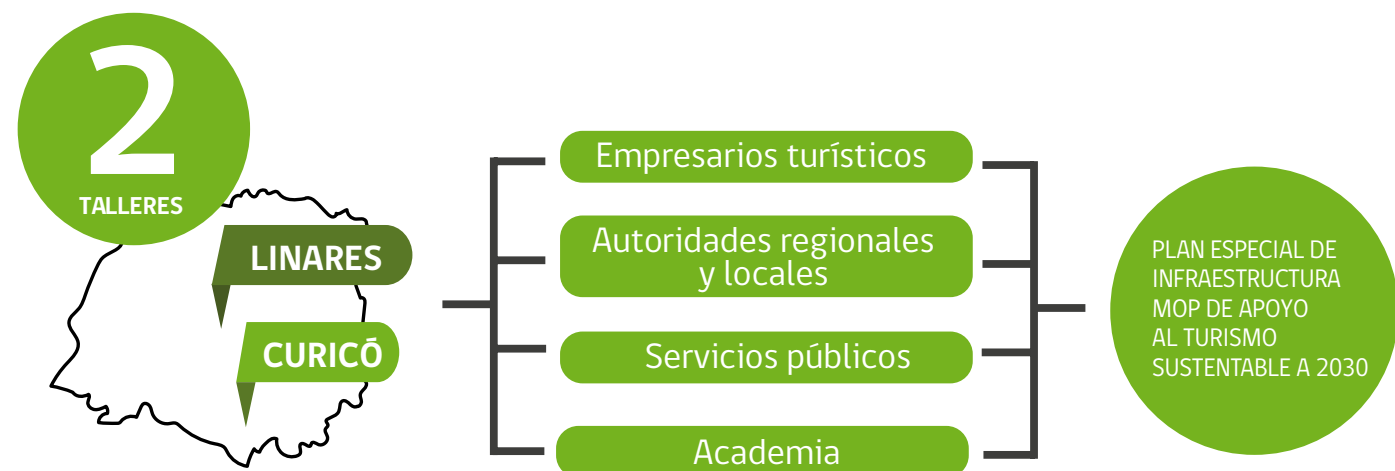 2
TALLERES
LINARES
CURICÓ
Empresarios turísticos
Autoridades regionales
y locales
Servicios públicos
Academia
PLAN ESPECIAL DE
INFRAESTRUCTURA
MOP DE APOYO
AL TURISMO
SUSTENTABLE A 2030